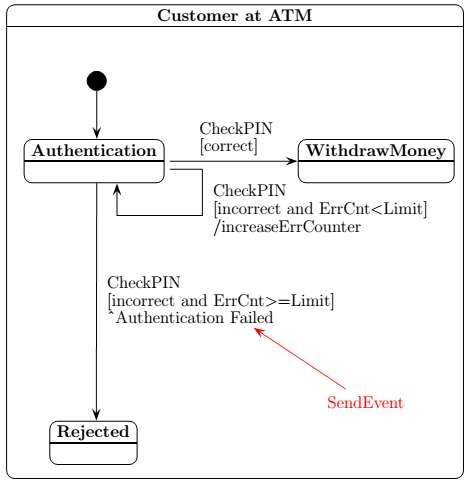 Customer at ATM
Authentication
CheckPIN
[correct]
WithdrawMoney
CheckPIN
[incorrect and ErrCnt<Limit]
/increaseErrCounter
CheckPIN
[incorrect and ErrCnt>=Limit]
^Authentication Failed
SendEvent
Rejected